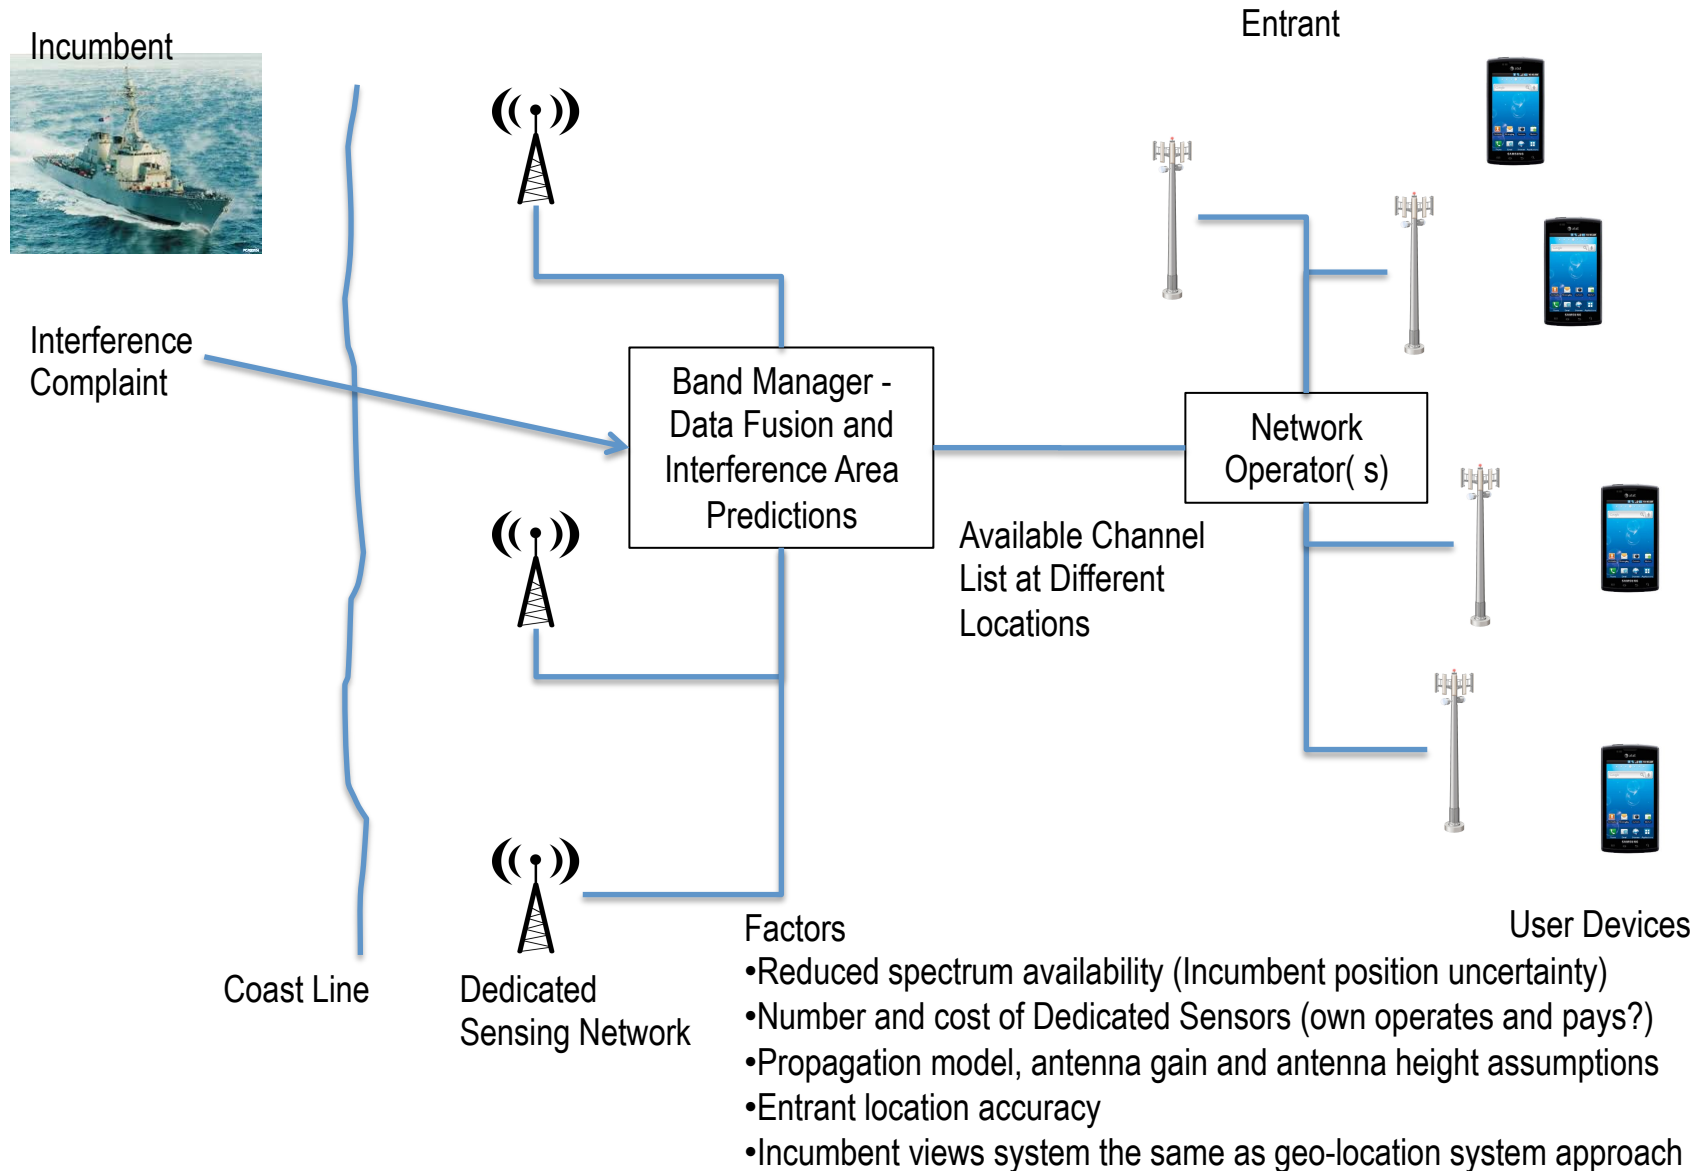 Incumbent
Entrant
Interference
Complaint
Band Manager -
Data Fusion and
Interference Area
Predictions
Network
Operator( s)
Available Channel
List at Different
Locations
Coast Line
Dedicated
Sensing Network
User Devices
Factors
•Reduced spectrum availability (Incumbent position uncertainty)
•Number and cost of Dedicated Sensors (own operates and pays?)
•Propagation model, antenna gain and antenna height assumptions
•Entrant location accuracy
•Incumbent views system the same as geo-location system approach